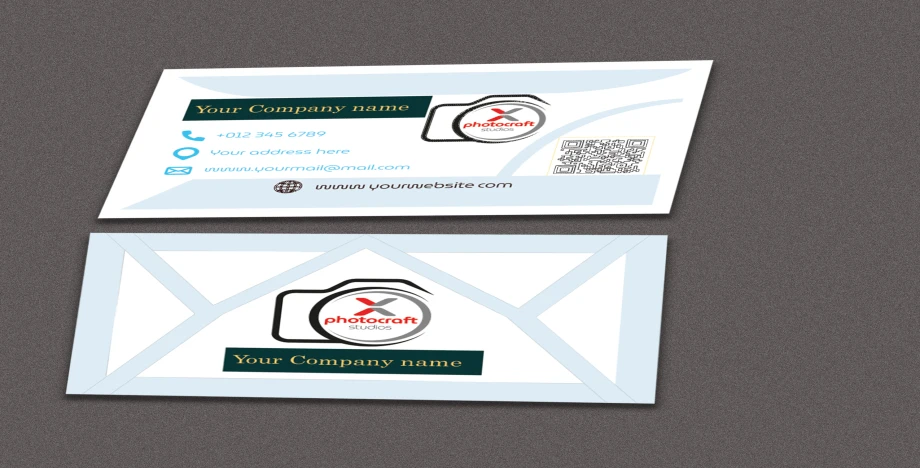 Your Company name
photocraft
studios
+012 345 6789
Your address here
www.yourmail@mail.com
www yourwebsite com
photocraft
studios
Your Company name